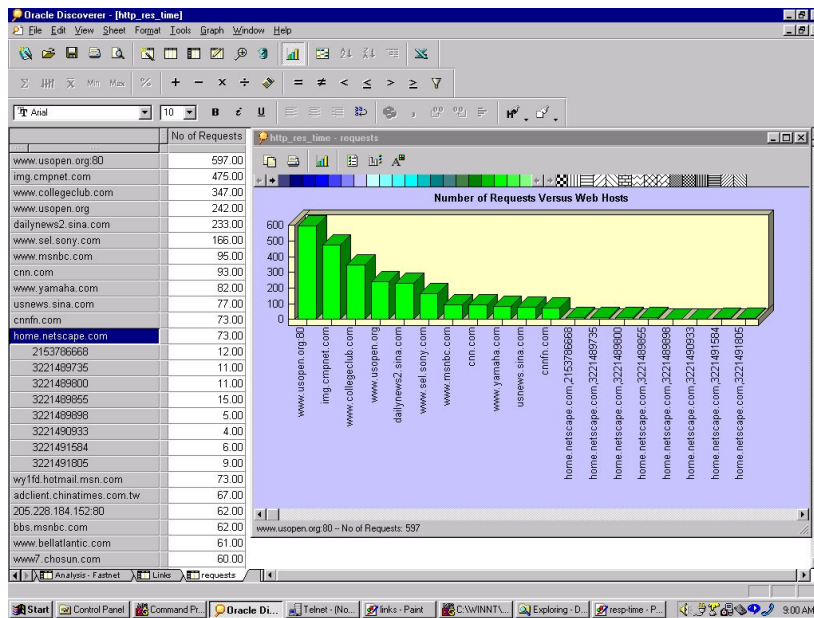 Oracle Discoverer - [http_res_time]
File Edit View Sheet Format Tools Graph Window Help
Σ x Min Max % + - × ÷ = ≠ < ≤ > ≥
Arial 10 B i U
No of Requests
www.usopen.org:80 597.00
img.cmpnet.com 475.00
www.collegeclub.com 347.00
www.usopen.org 242.00
dailynews2.sina.com 233.00
www.sel.sony.com 166.00
www.msnbc.com 95.00
cnn.com 93.00
www.yamaha.com 82.00
usnews.sina.com 77.00
cnnfn.com 73.00
home.netscape.com 73.00
2153786668 12.00
3221489735 11.00
3221489800 11.00
3221489855 15.00
3221489898 5.00
3221490933 4.00
3221491584 6.00
3221491805 9.00
wy1fd.hotmail.msn.com 73.00
adclient.chinatimes.com.tw 67.00
205.228.184.152:80 62.00
bbs.msnbc.com 62.00
www.bellatlantic.com 61.00
www7.chosun.com 60.00
http_res_time - requests
Number of Requests Versus Web Hosts
600
500
400
300
200
100
0
www.usopen.org:80
img.cmpnet.com
www.collegeclub.com
www.usopen.org
dailynews2.sina.com
www.sel.sony.com
www.msnbc.com
cnn.com
www.yamaha.com
usnews.sina.com
cnnfn.com
home.netscape.com,2153786668
home.netscape.com,3221489735
home.netscape.com,3221489800
home.netscape.com,3221489855
home.netscape.com,3221489898
home.netscape.com,3221490933
home.netscape.com,3221491584
home.netscape.com,3221491805
www.usopen.org:80 -- No of Requests: 597
Analysis - Fastnet Links requests
Start Control Panel Command Pr... Oracle Di... Telnet - (No... links - Paint C:\WINNT\... Exploring - D... resp-time - P... 9:00 AM